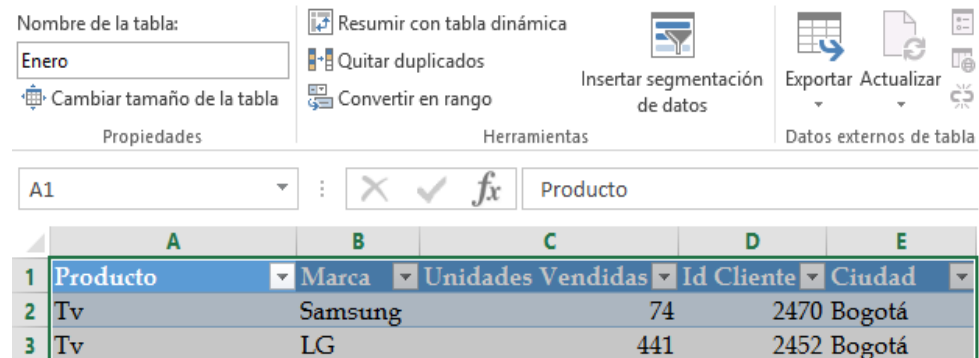 Nombre de la tabla:
Enero
Cambiar tamaño de la tabla
Propiedades
Resumir con tabla dinámica
Quitar duplicados
Convertir en rango
Insertar segmentación
de datos
Herramientas
Exportar Actualizar
Datos externos de tabla
A1 fx Producto
A B C D E
1 Producto Marca Unidades Vendidas Id Cliente Ciudad
2 Tv Samsung 74 2470 Bogotá
3 Tv LG 441 2452 Bogotá